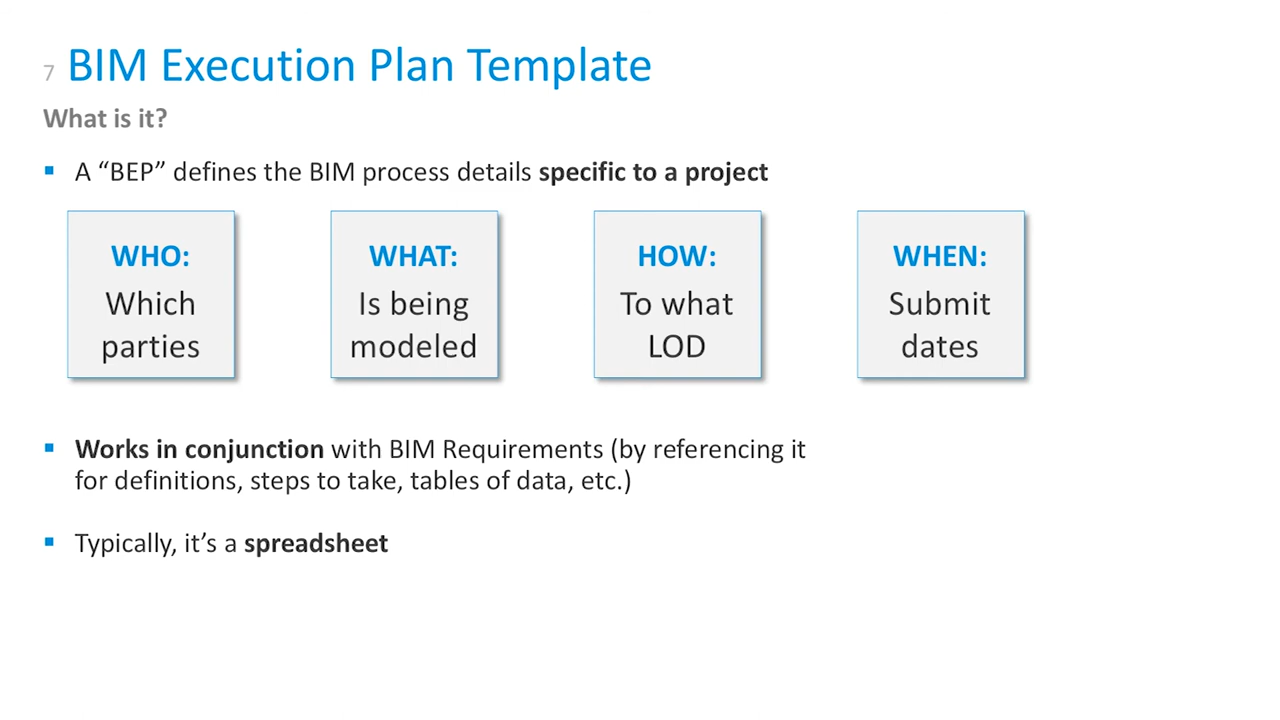 7 BIM Execution Plan Template
What is it?
▪ A “BEP” defines the BIM process details specific to a project
WHO:
Which
parties
WHAT:
Is being
modeled
HOW:
To what
LOD
WHEN:
Submit
dates
▪ Works in conjunction with BIM Requirements (by referencing it
for definitions, steps to take, tables of data, etc.)
▪ Typically, it’s a spreadsheet